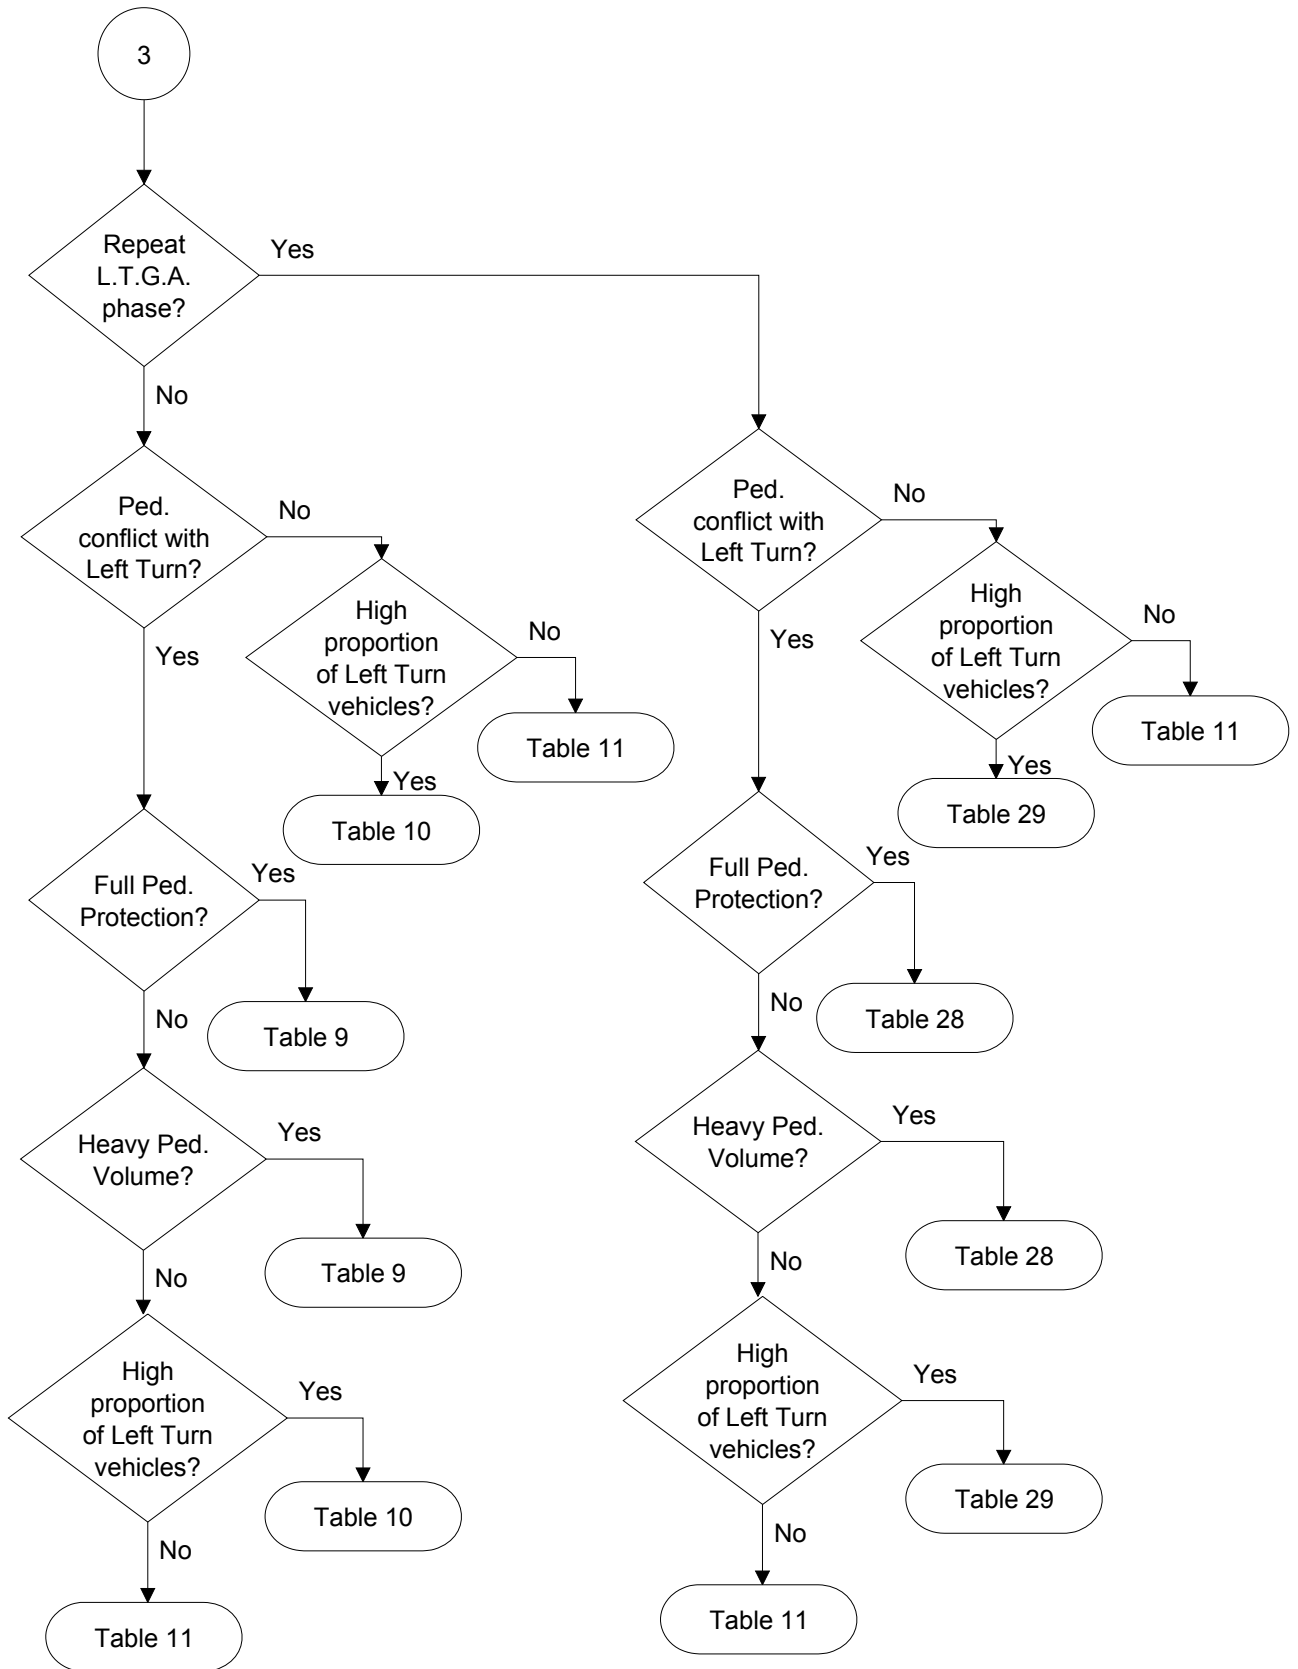 3
Repeat
L.T.G.A.
phase?
Yes
No
Ped.
conflict with
Left Turn?
No
Yes
High
proportion
of Left Turn
vehicles?
No
Table 11
Yes
Table 10
Full Ped.
Protection?
Yes
Table 9
No
Heavy Ped.
Volume?
Yes
Table 9
No
High
proportion
of Left Turn
vehicles?
Yes
Table 10
No
Table 11
Ped.
conflict with
Left Turn?
No
Yes
High
proportion
of Left Turn
vehicles?
No
Table 11
Yes
Table 29
Full Ped.
Protection?
Yes
Table 28
No
Heavy Ped.
Volume?
Yes
Table 28
No
High
proportion
of Left Turn
vehicles?
Yes
Table 29
No
Table 11